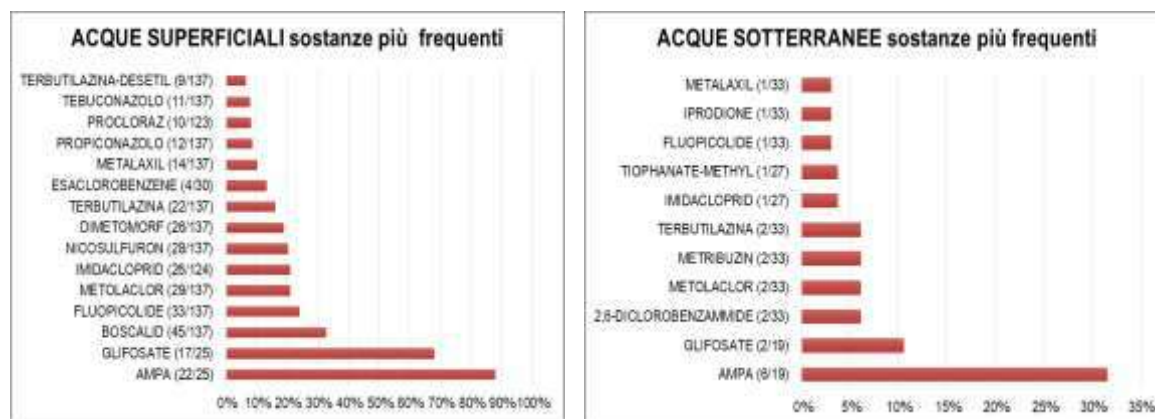 ACQUE SUPERFICIALI sostanze più frequenti
TERBUTILAZINA-DESETIL (9/137)
TEBUCONAZOLO (11/137)
PROCLORAZ (10/123)
PROPICONAZOLO (12/137)
METALAXIL (14/137)
ESACLOROBENZENE (4/30)
TERBUTILAZINA (22/137)
DIMETOMORF (26/137)
NICOSULFURON (28/137)
IMIDACLOPRID (26/124)
METOLACLOR (29/137)
FLUOPICOLIDE (33/137)
BOSCALID (45/137)
GLIFOSATE (17/25)
AMPA (22/25)
0% 10% 20% 30% 40% 50% 60% 70% 80% 90% 100%
ACQUE SOTTERRANEE sostanze più frequenti
METALAXIL (1/33)
IPRODIONE (1/33)
FLUOPICOLIDE (1/33)
TIOPHANATE-METHYL (1/27)
IMIDACLOPRID (1/27)
TERBUTILAZINA (2/33)
METRIBUZIN (2/33)
METOLACLOR (2/33)
2,6-DICLOROBENZAMMIDE (2/33)
GLIFOSATE (2/19)
AMPA (6/19)
0% 5% 10% 15% 20% 25% 30% 35%